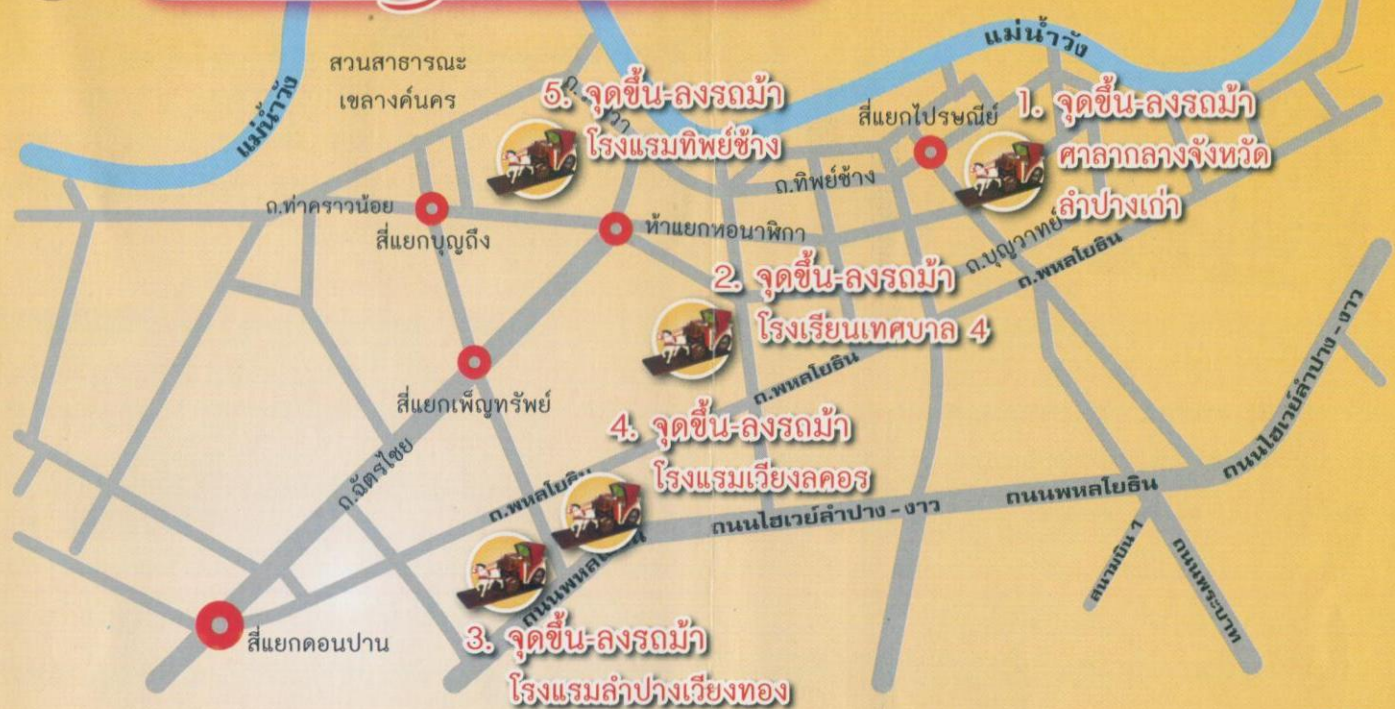 แม่น้ำวัง
สวนสาธารณะ
เขลางค์นคร
แม่น้ำวัง
5. จุดขึ้น-ลงรถม้า
โรงแรมทิพย์ช้าง
สี่แยกไปรษณีย์
1. จุดขึ้น-ลงรถม้า
ศาลากลางจังหวัด
ลำปางเก่า
ถ.ทิพย์ช้าง
ถ.ท่าคราวน้อย
สี่แยกบุญถึง
ห้าแยกหอนาฬิกา
ถ.บุญวาทย์
ถ.พหลโยธิน
2. จุดขึ้น-ลงรถม้า
โรงเรียนเทศบาล 4
ถ.พหลโยธิน
สี่แยกเพ็ญทรัพย์
4. จุดขึ้น-ลงรถม้า
โรงแรมเวียงลคอร
ถ.ฉัตรไชย
ถ.พหลโยธิน
ถนนไฮเวย์ลำปาง - งาว
ถนนพหลโยธิน
ถนนไฮเวย์ลำปาง - งาว
สนามบิน 1
ถนนพระบาท
สี่แยกดอนปาน
3. จุดขึ้น-ลงรถม้า
โรงแรมลำปางเวียงทอง